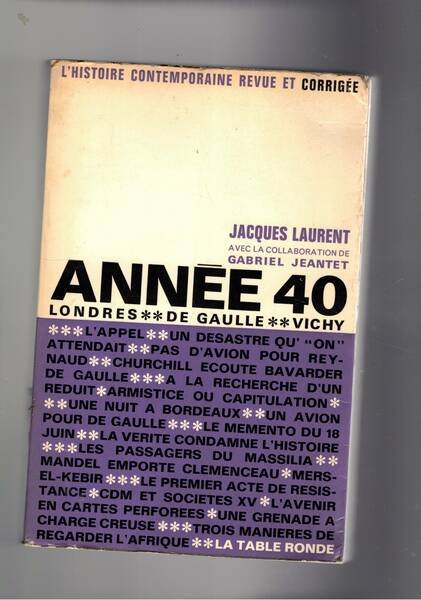 L'HISTOIRE CONTEMPORAINE REVUE ET CORRIGÉE
JACQUES LAURENT
AVEC LA COLLABORATION DE
GABRIEL JEANTET
ANNÉE 40
LONDRES**DE GAULLE**VICHY
***L'APPEL**UN DESASTRE QU' "ON"
ATTENDAIT**PAS D'AVION POUR REY-
NAUD**CHURCHILL ECOUTE BAVARDER
DE GAULLE***A LA RECHERCHE D'UN
REDUIT*ARMISTICE OU CAPITULATION*
**UNE NUIT A BORDEAUX**UN AVION
POUR DE GAULLE***LE MEMENTO DU 18
JUIN**LA VERITE CONDAMNE L'HISTOIRE
***LES PASSAGERS DU MASSILIA**
MANDEL EMPORTE CLEMENCEAU*MERS-
EL-KEBIR***LE PREMIER ACTE DE RESIS-
TANCE*CDM ET SOCIETES XV*L'AVENIR
EN CARTES PERFOREES**UNE GRENADE A
CHARGE CREUSE***TROIS MANIERES DE
REGARDER L'AFRIQUE**LA TABLE RONDE